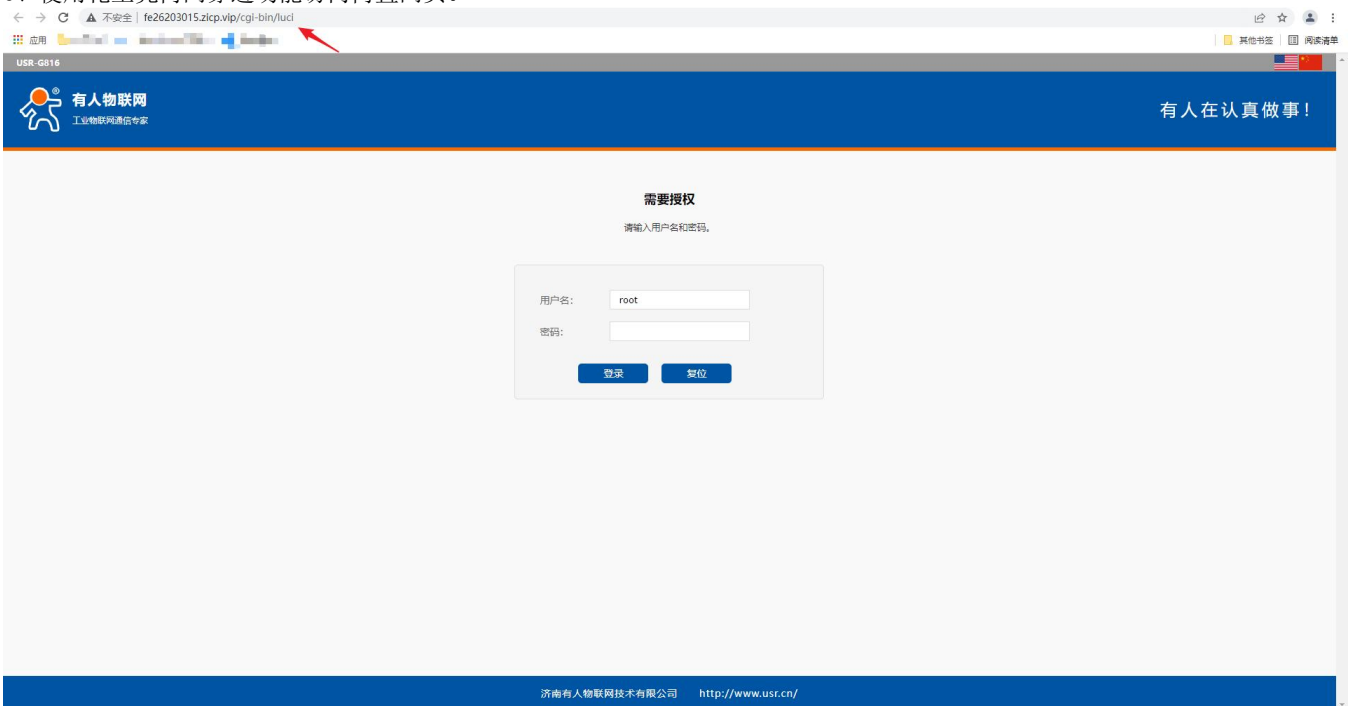 不安全 | fe26203015.zicp.vip/cgi-bin/luci
应用
其他书签 阅读清单
USR-G816
有人物联网
工业物联网通信专家
有人在认真做事!
需要授权
请输入用户名和密码。
用户名: root
密码:
登录 复位
济南有人物联网技术有限公司 http://www.usr.cn/